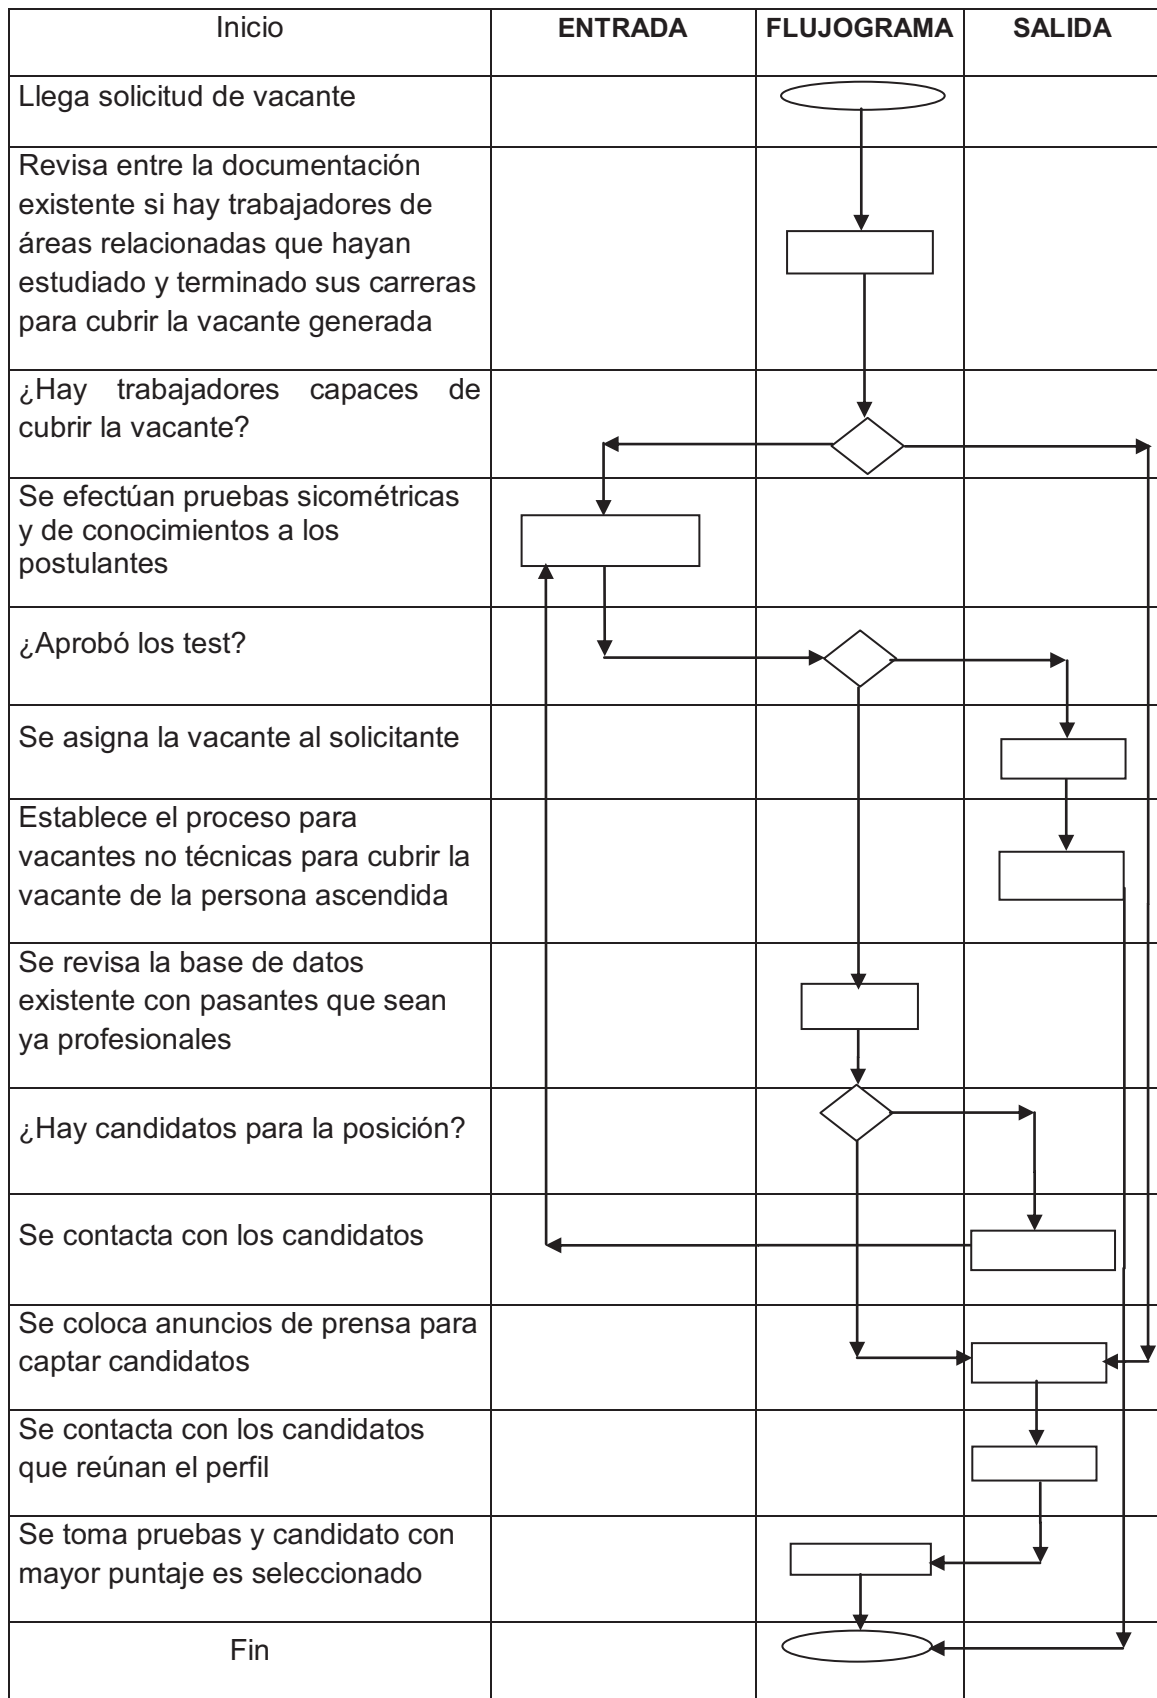 Inicio ENTRADA FLUJOGRAMA SALIDA
Llega solicitud de vacante
Revisa entre la documentación
existente si hay trabajadores de
áreas relacionadas que hayan
estudiado y terminado sus carreras
para cubrir la vacante generada
¿Hay trabajadores capaces de
cubrir la vacante?
Se efectúan pruebas sicométricas
y de conocimientos a los
postulantes
¿Aprobó los test?
Se asigna la vacante al solicitante
Establece el proceso para
vacantes no técnicas para cubrir la
vacante de la persona ascendida
Se revisa la base de datos
existente con pasantes que sean
ya profesionales
¿Hay candidatos para la posición?
Se contacta con los candidatos
Se coloca anuncios de prensa para
captar candidatos
Se contacta con los candidatos
que reúnan el perfil
Se toma pruebas y candidato con
mayor puntaje es seleccionado
Fin